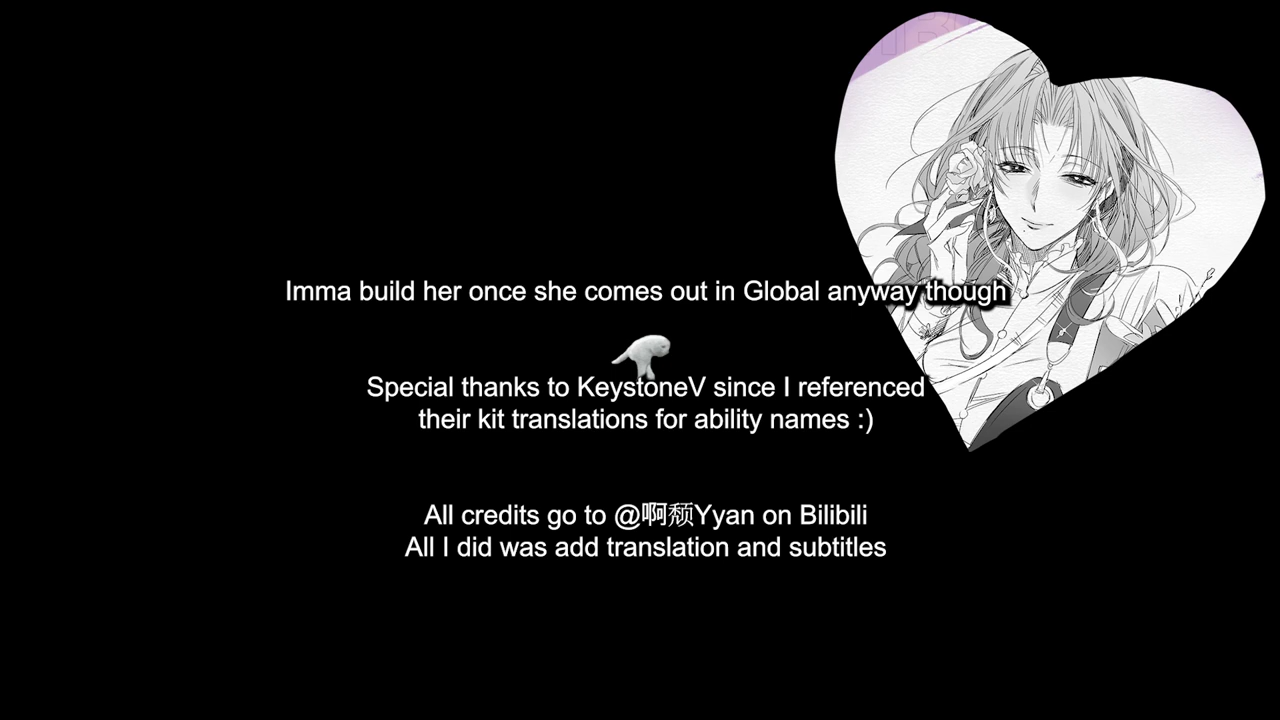 Imma build her once she comes out in Global anyway though
Special thanks to KeystoneV since I referenced
their kit translations for ability names :)
All credits go to @啊颓Yyan on Bilibili
All I did was add translation and subtitles